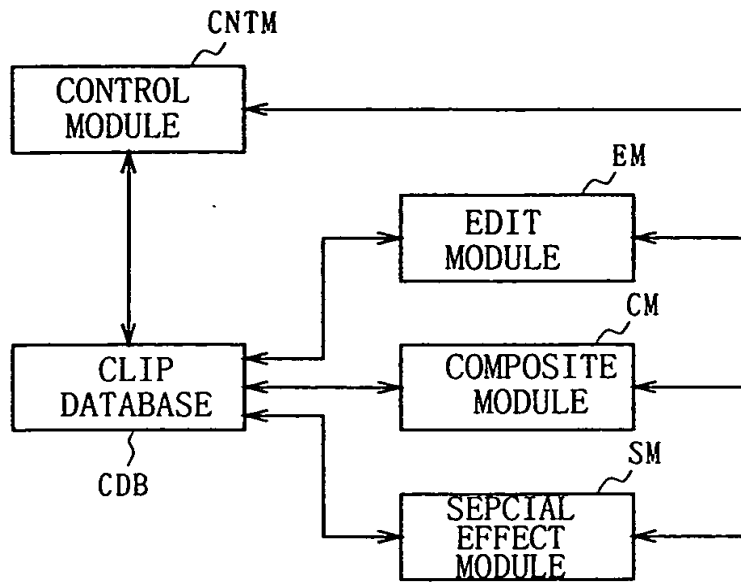 CNTM
CONTROL
MODULE
EM
EDIT
MODULE
CM
CLIP
DATABASE
COMPOSITE
MODULE
CDB
SM
SEPCIAL
EFFECT
MODULE